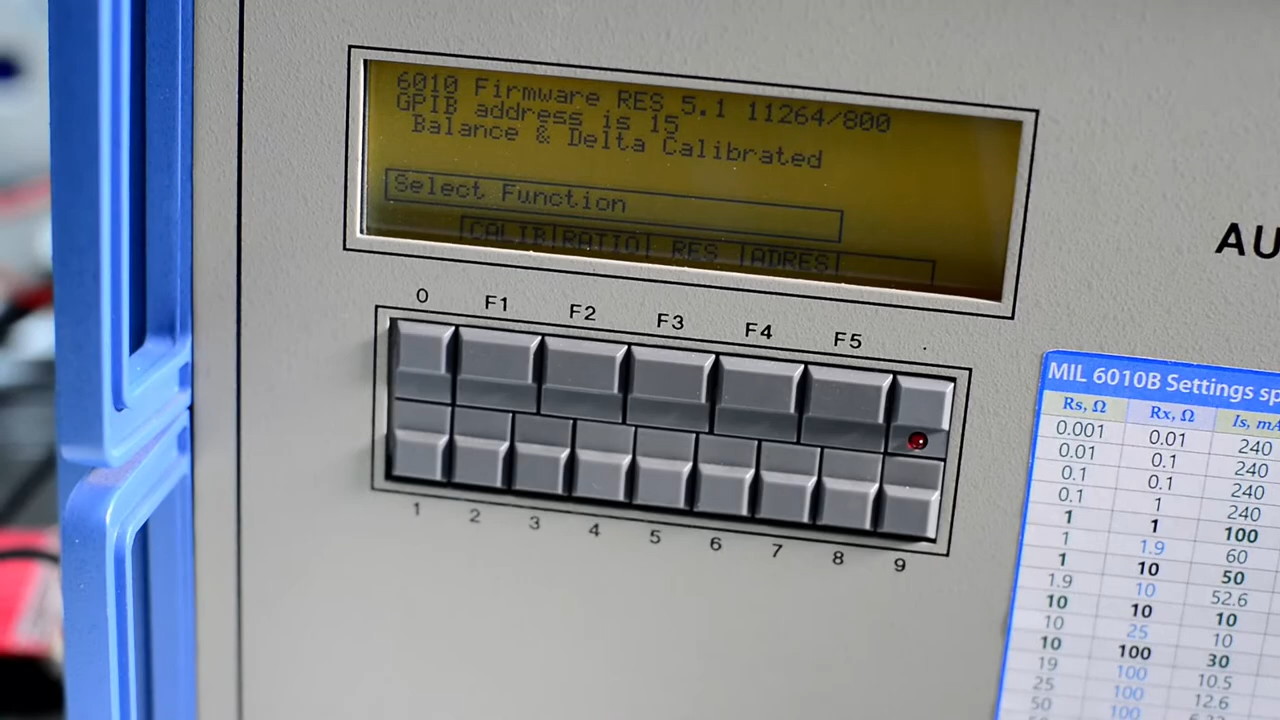 6010 Firmware RES 5.1 11264/800
GPIB address is 15
Balance & Delta Calibrated
Select Function
CALIB RATIO RES ADRES
0 F1 F2 F3 F4 F5 .
1 2 3 4 5 6 7 8 9
AU
MIL 6010B Settings sp
Rs, Ω Rx, Ω Is, mA
0.001 0.01 240
0.01 0.1 240
0.1 0.1 240
0.1 1 240
1 1 100
1 1.9 60
1 10 50
1.9 10 52.6
10 10 10
10 25 10
10 100 30
19 100 10.5
25 100 12.6
50 100